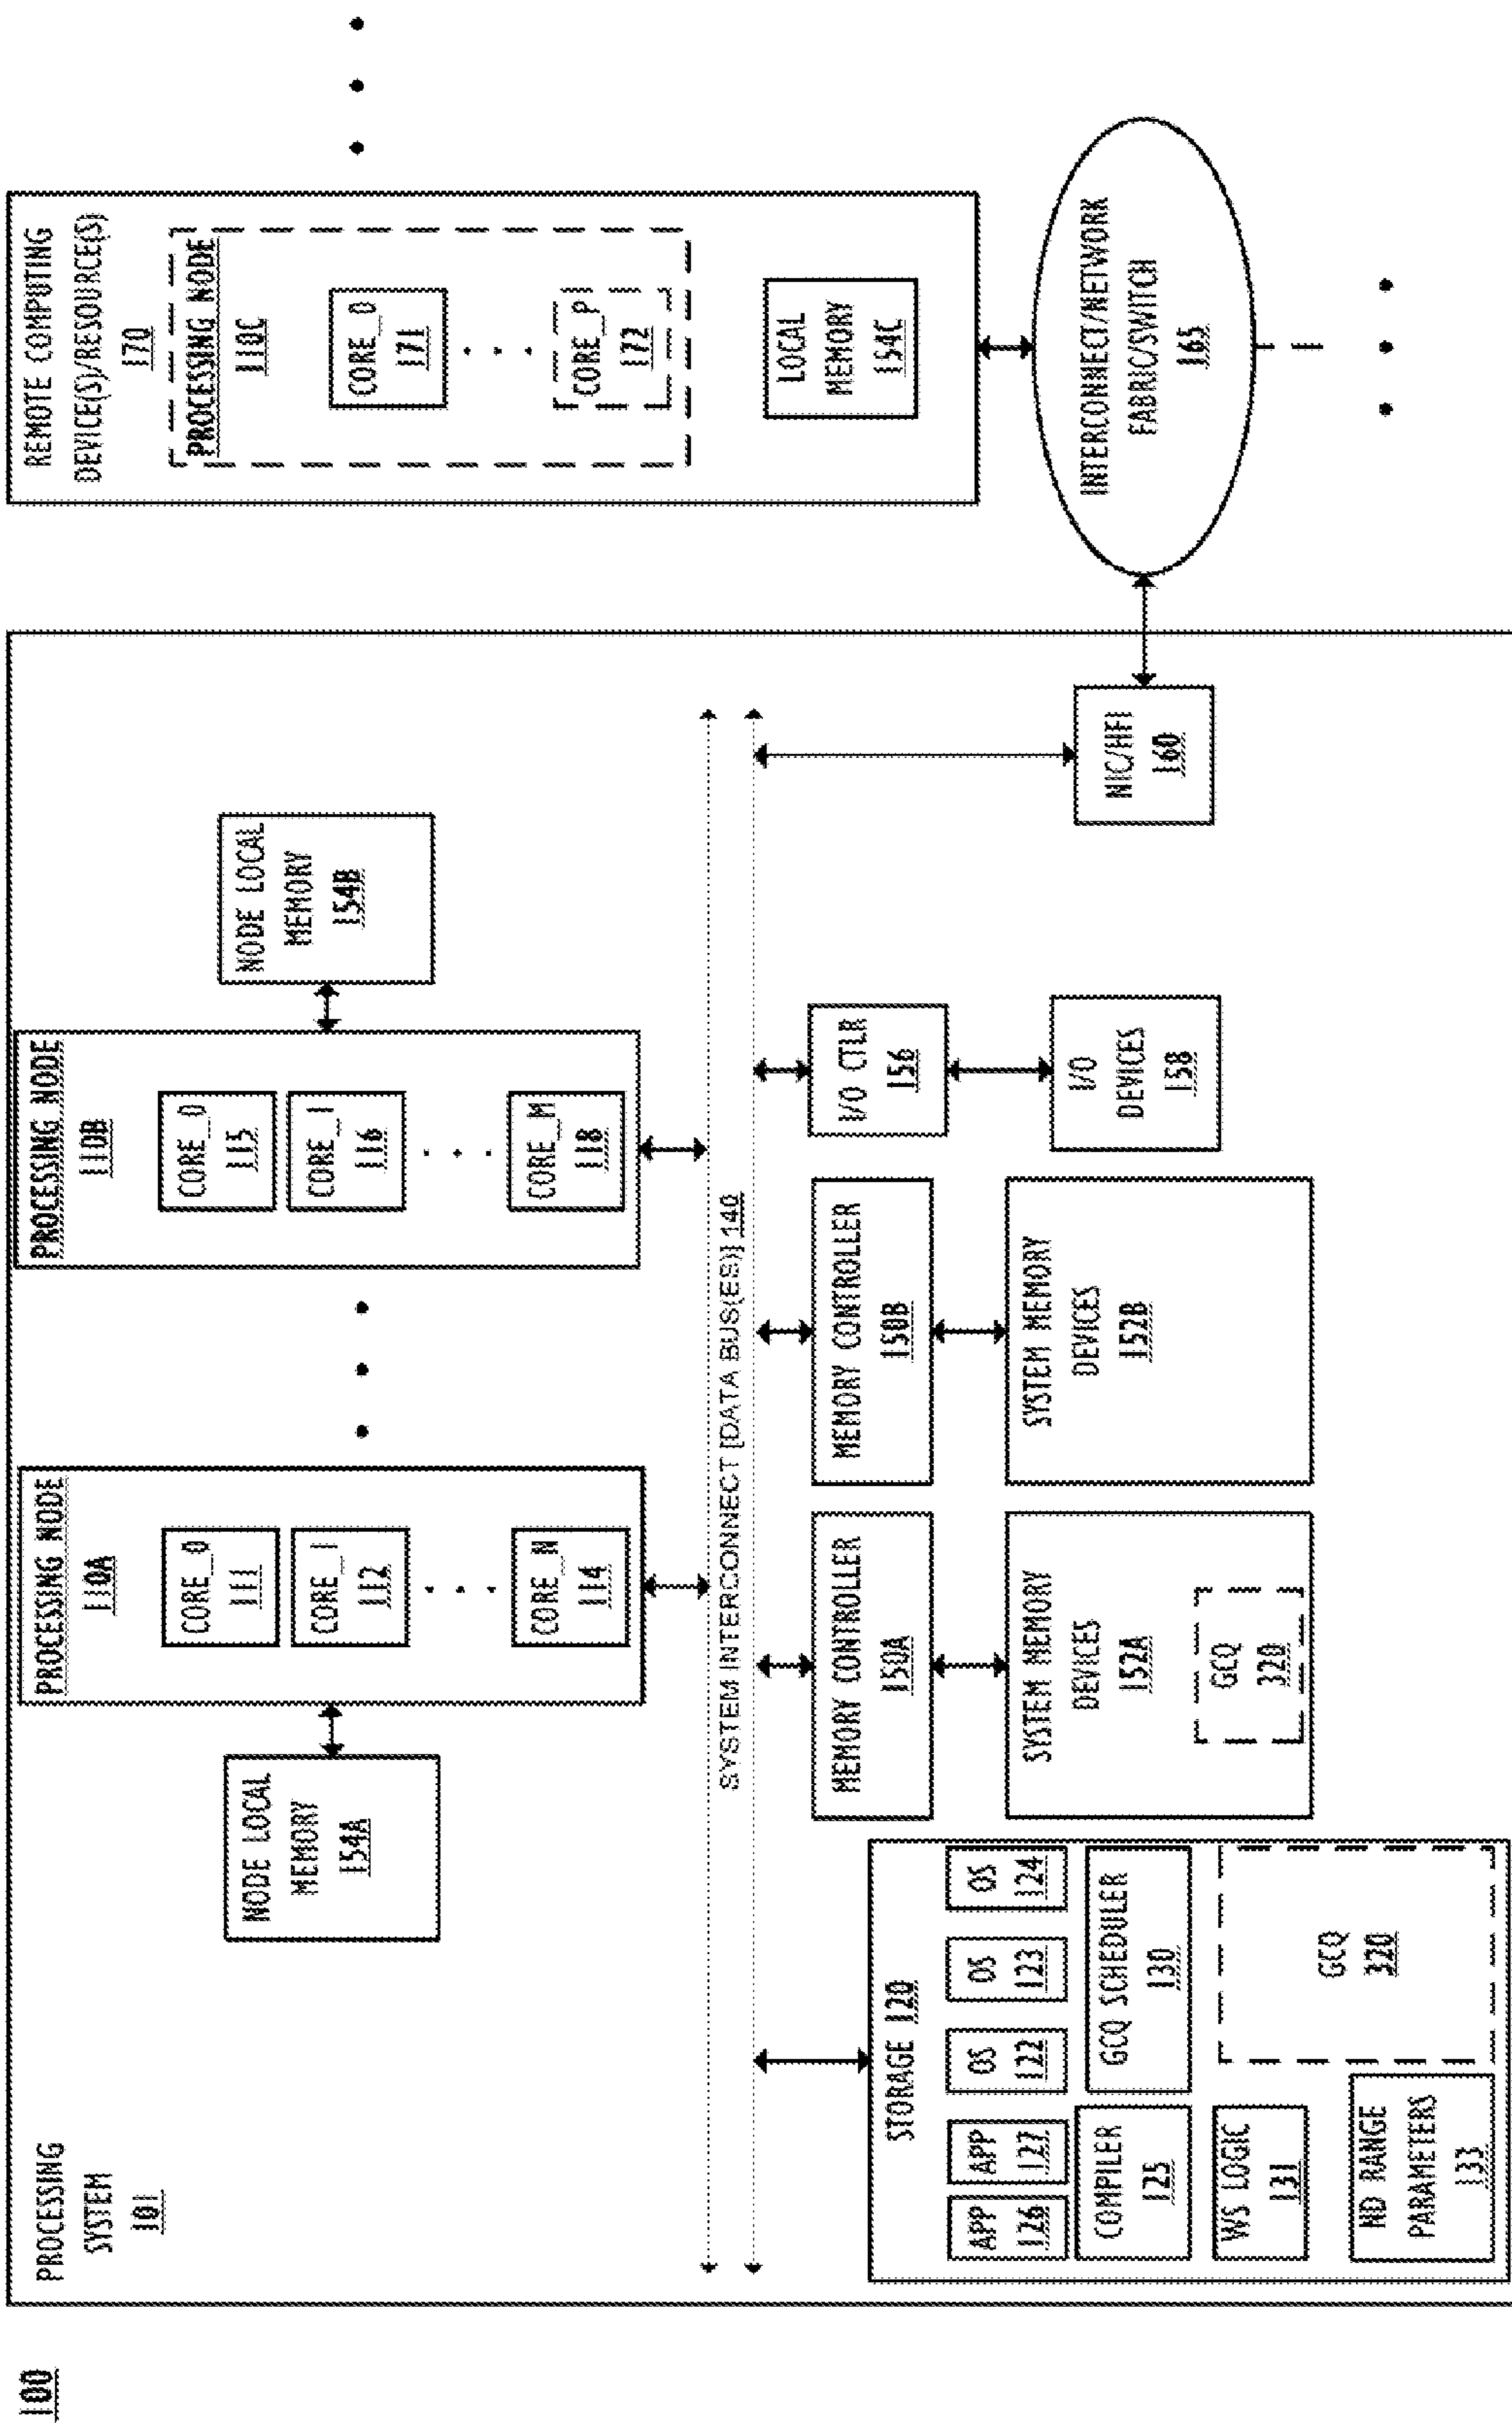 100
PROCESSING
SYSTEM
101
NODE LOCAL
MEMORY
154A
PROCESSING NODE
110A
CORE_0
111
CORE_1
112
CORE_N
114
PROCESSING NODE
110B
CORE_0
115
CORE_1
116
CORE_M
118
NODE LOCAL
MEMORY
154B
SYSTEM INTERCONNECT [DATA BUS(ES)] 140
STORAGE 120
APP
126
APP
127
OS
122
OS
123
OS
124
COMPILER
125
GCQ SCHEDULER
130
WS LOGIC
131
GCQ
320
ND RANGE
PARAMETERS
133
MEMORY CONTROLLER
150A
SYSTEM MEMORY
DEVICES
152A
GCQ
320
MEMORY CONTROLLER
150B
SYSTEM MEMORY
DEVICES
152B
I/O CTLR
156
I/O
DEVICES
158
NIC/HFI
160
REMOTE COMPUTING
DEVICE(S)/RESOURCE(S)
170
PROCESSING NODE
110C
CORE_0
171
CORE_P
172
LOCAL
MEMORY
154C
INTERCONNECT/NETWORK
FABRIC/SWITCH
165